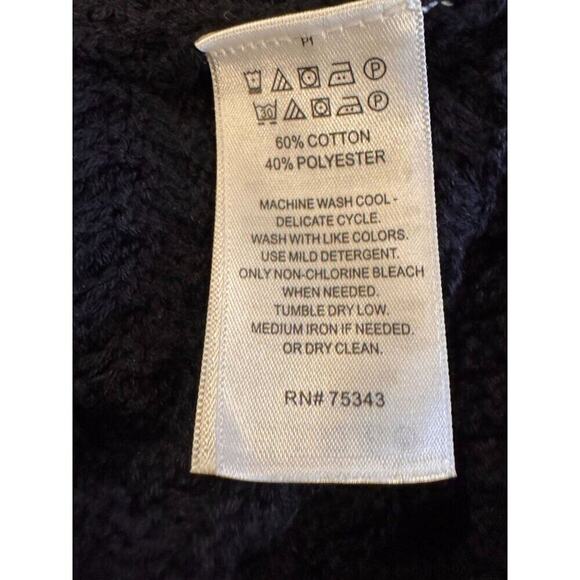 P
P
30 P
60% COTTON
40% POLYESTER
MACHINE WASH COOL -
DELICATE CYCLE.
WASH WITH LIKE COLORS.
USE MILD DETERGENT.
ONLY NON-CHLORINE BLEACH
WHEN NEEDED.
TUMBLE DRY LOW.
MEDIUM IRON IF NEEDED.
OR DRY CLEAN.
RN# 75343